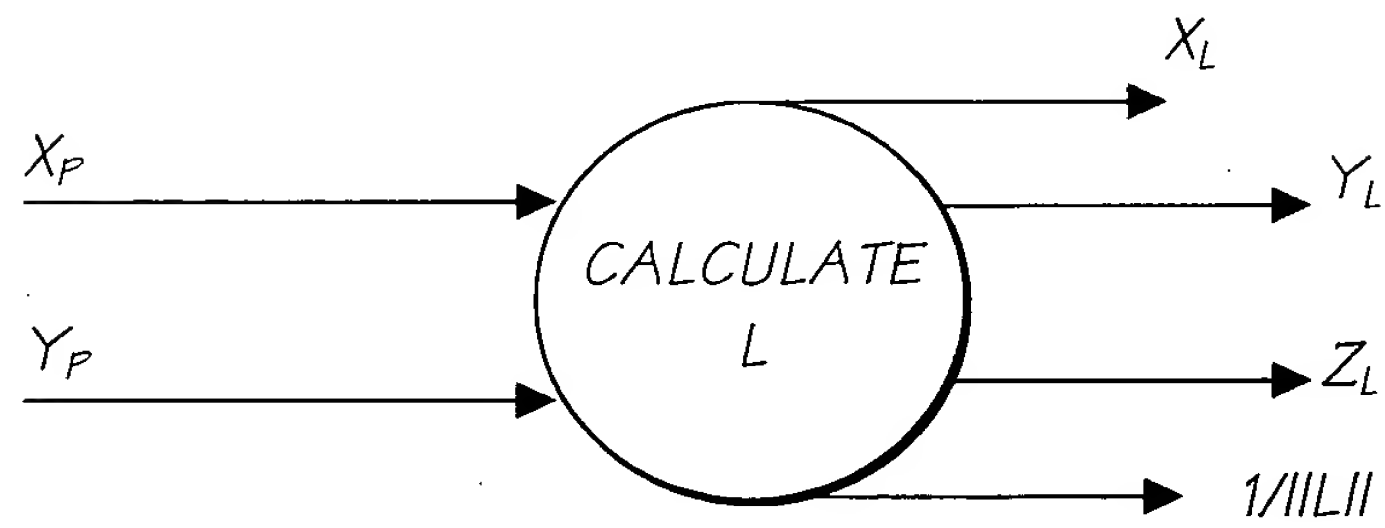 X_L
X_P
Y_L
CALCULATE
L
Y_P
Z_L
1/||L||